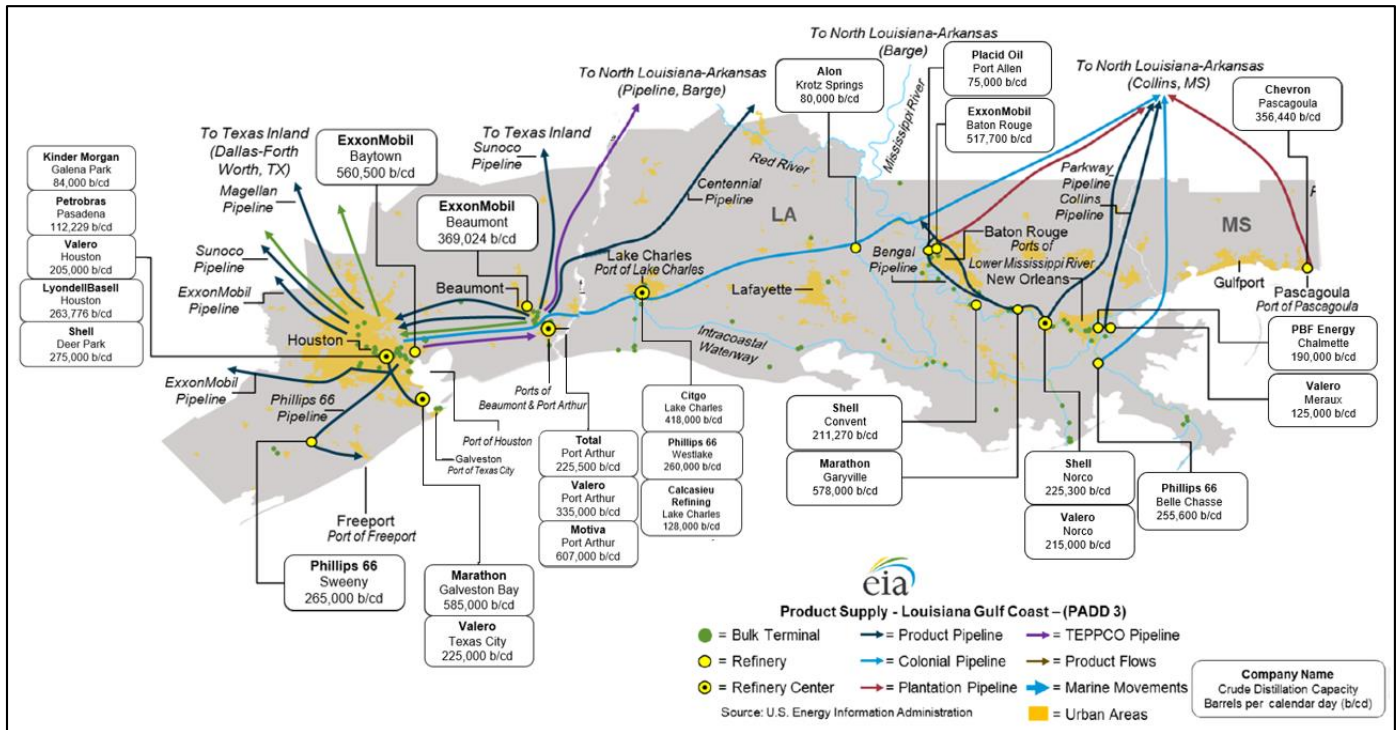 To North Louisiana-Arkansas
(Barge)
To North Louisiana-Arkansas
(Pipeline, Barge)
To North Louisiana-Arkansas
(Collins, MS)
To Texas Inland
(Dallas-Forth
Worth, TX)
Magellan
Pipeline
Sunoco
Pipeline
ExxonMobil
Pipeline
To Texas Inland
Sunoco
Pipeline
Kinder Morgan
Galena Park
84,000 b/cd
Petrobras
Pasadena
112,229 b/cd
Valero
Houston
205,000 b/cd
LyondellBasell
Houston
263,776 b/cd
Shell
Deer Park
275,000 b/cd
ExxonMobil
Baytown
560,500 b/cd
ExxonMobil
Beaumont
369,024 b/cd
Alon
Krotz Springs
80,000 b/cd
Placid Oil
Port Allen
75,000 b/cd
ExxonMobil
Baton Rouge
517,700 b/cd
Chevron
Pascagoula
356,440 b/cd
Mississippi River
Red River
Centennial
Pipeline
LA
Parkway
Pipeline
Collins
Pipeline
MS
Lake Charles
Port of Lake Charles
Beaumont
Lafayette
Bengal
Pipeline
Baton Rouge
Ports of
Lower Mississippi River
New Orleans
Gulfport
Pascagoula
Port of Pascagoula
Houston
Intracoastal
Waterway
ExxonMobil
Pipeline
Phillips 66
Pipeline
Ports of
Beaumont & Port Arthur
Port of Houston
Galveston
Port of Texas City
Freeport
Port of Freeport
PBF Energy
Chalmette
190,000 b/cd
Valero
Meraux
125,000 b/cd
Citgo
Lake Charles
418,000 b/cd
Phillips 66
Westlake
260,000 b/cd
Calcasieu
Refining
Lake Charles
128,000 b/cd
Total
Port Arthur
225,500 b/cd
Valero
Port Arthur
335,000 b/cd
Motiva
Port Arthur
607,000 b/cd
Shell
Convent
211,270 b/cd
Marathon
Garyville
578,000 b/cd
Shell
Norco
225,300 b/cd
Valero
Norco
215,000 b/cd
Phillips 66
Belle Chasse
255,600 b/cd
Phillips 66
Sweeny
265,000 b/cd
Marathon
Galveston Bay
585,000 b/cd
Valero
Texas City
225,000 b/cd
eia
Product Supply - Louisiana Gulf Coast – (PADD 3)
= Bulk Terminal
= Product Pipeline
= TEPPCO Pipeline
= Refinery
= Colonial Pipeline
= Product Flows
= Refinery Center
= Plantation Pipeline
= Marine Movements
Source: U.S. Energy Information Administration
= Urban Areas
Company Name
Crude Distillation Capacity
Barrels per calendar day (b/cd)